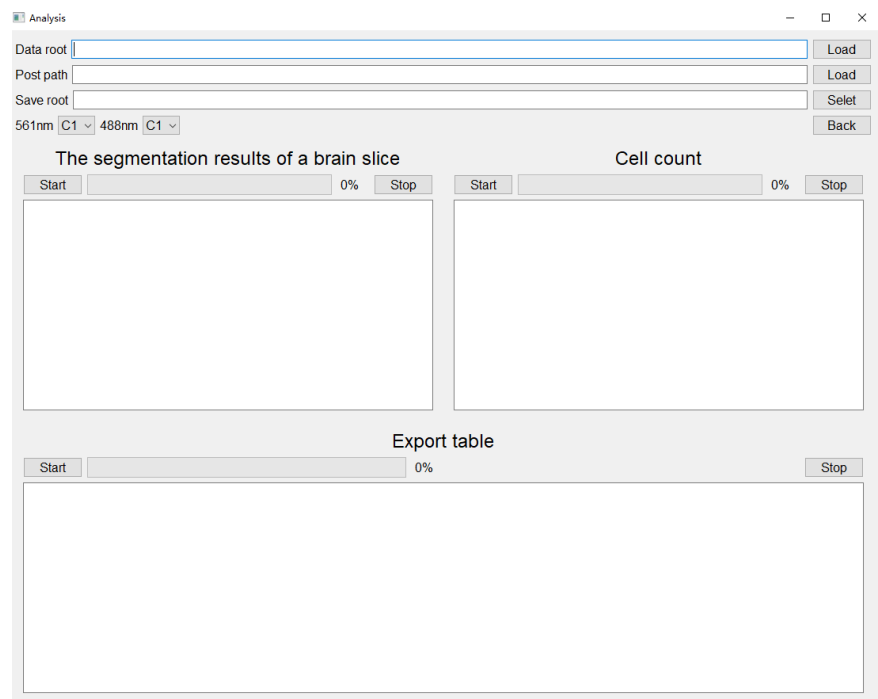 Analysis
Data root Load
Post path Load
Save root Selet
561nm C1 488nm C1 Back
The segmentation results of a brain slice
Start 0% Stop
Cell count
Start 0% Stop
Export table
Start 0% Stop